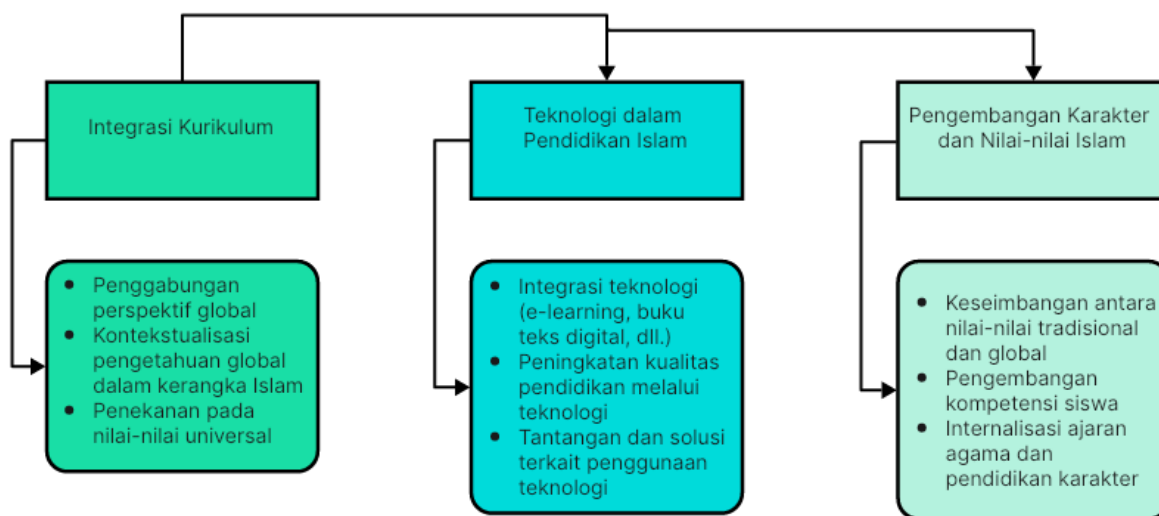 Integrasi Kurikulum
Teknologi dalam
Pendidikan Islam
Pengembangan Karakter
dan Nilai-nilai Islam
• Penggabungan
perspektif global
• Kontekstualisasi
pengetahuan global
dalam kerangka Islam
• Penekanan pada
nilai-nilai universal
• Integrasi teknologi
(e-learning, buku
teks digital, dll.)
• Peningkatan kualitas
pendidikan melalui
teknologi
• Tantangan dan solusi
terkait penggunaan
teknologi
• Keseimbangan antara
nilai-nilai tradisional
dan global
• Pengembangan
kompetensi siswa
• Internalisasi ajaran
agama dan
pendidikan karakter